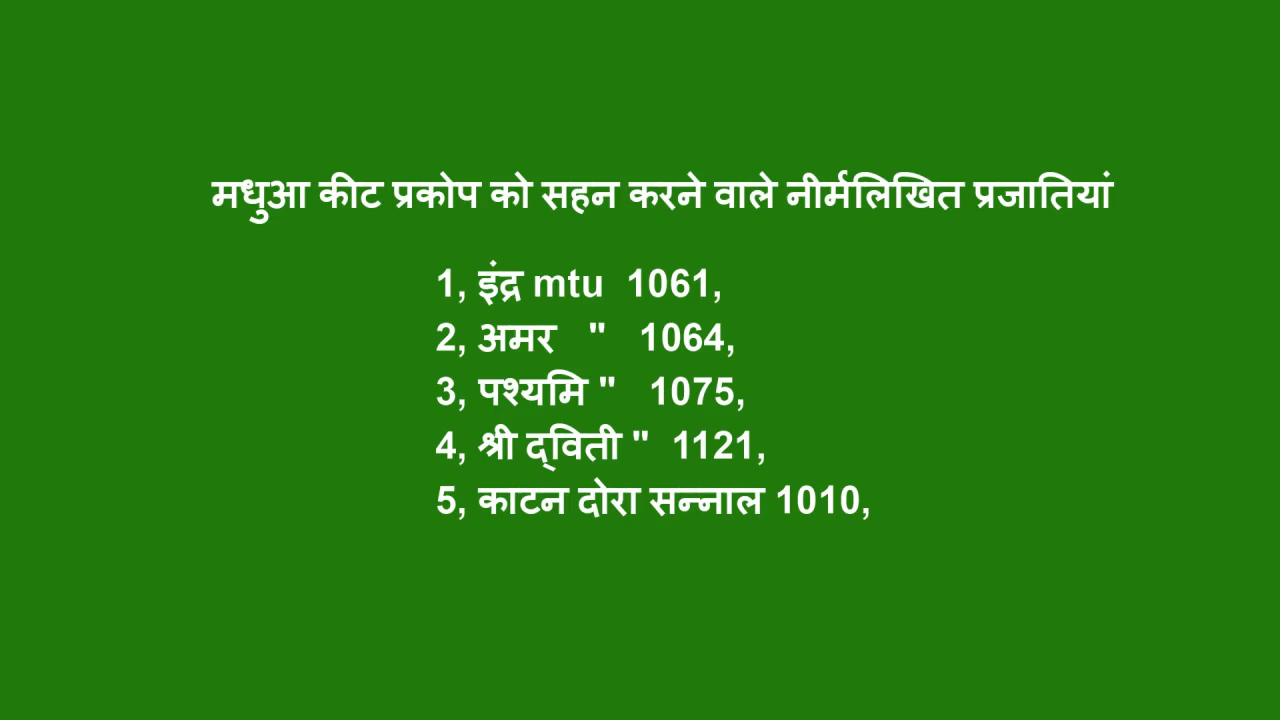 मधुआ कीट प्रकोप को सहन करने वाले नीर्मलिखित प्रजातियां
1, इंद्र mtu 1061,
2, अमर " 1064,
3, पश्यमि " 1075,
4, श्री द्विती " 1121,
5, काटन दोरा सन्नाल 1010,